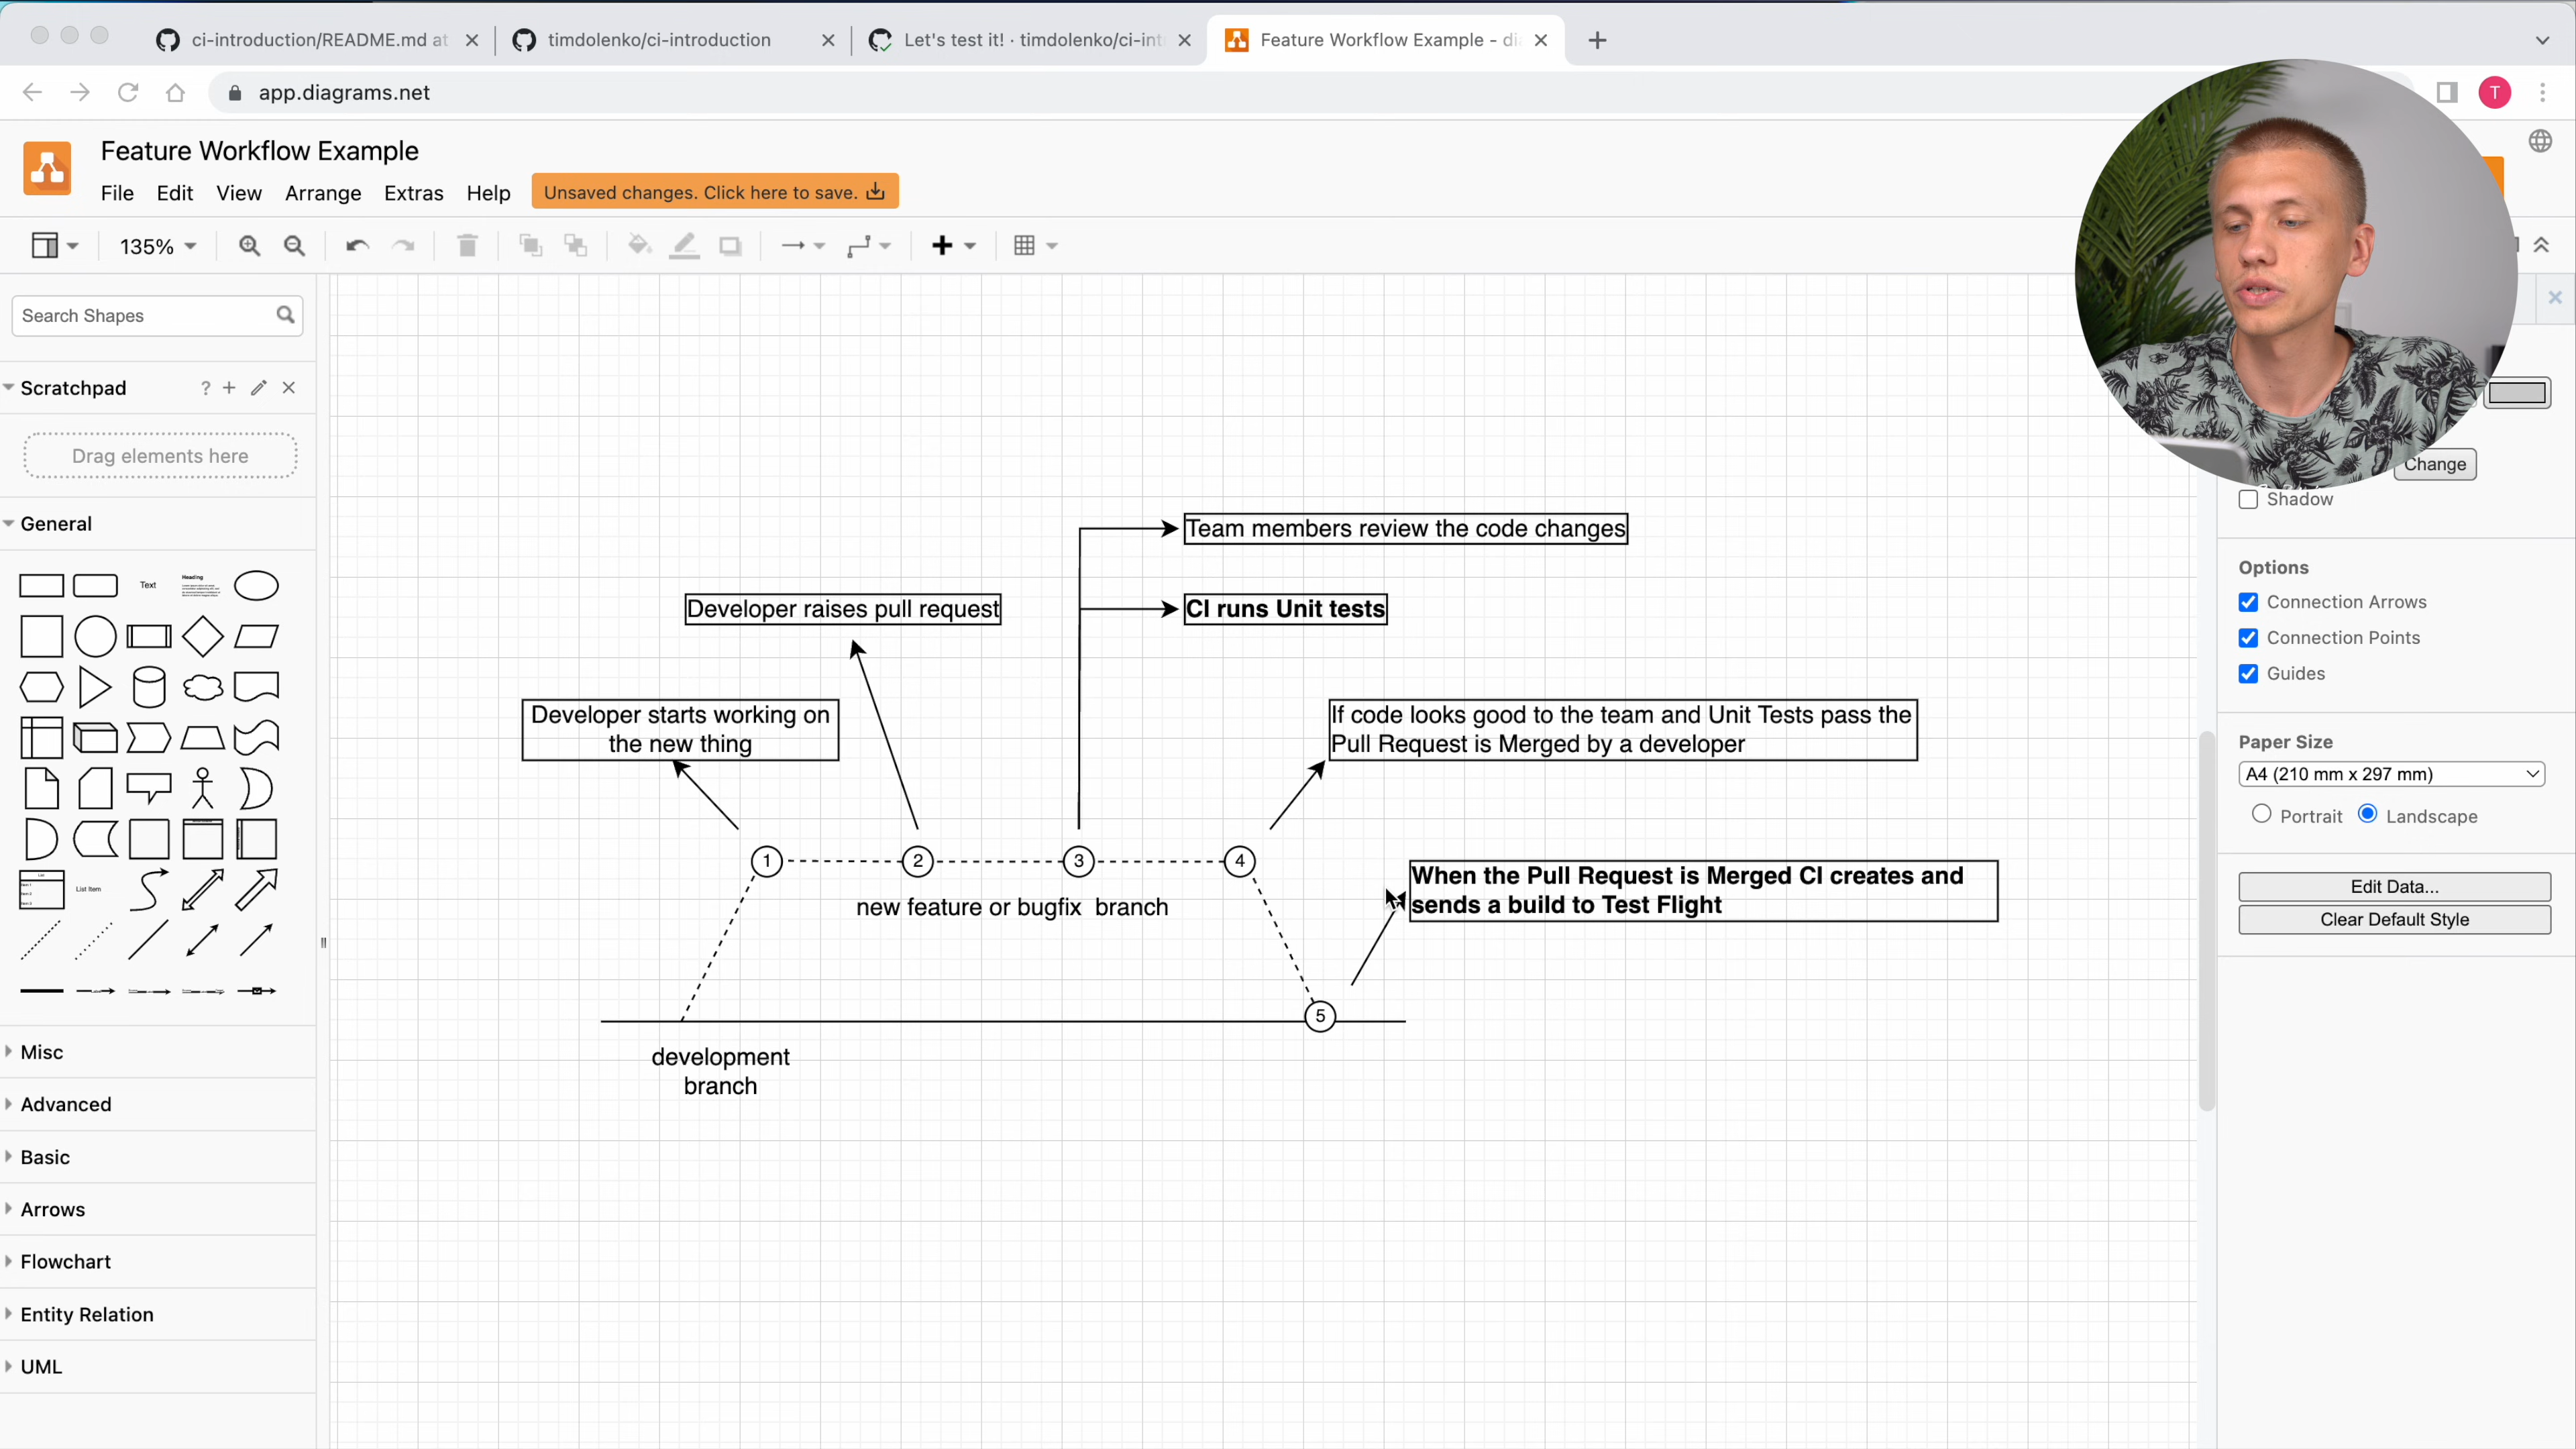 ci-introduction/README.md at
timdolenko/ci-introduction
Let's test it! · timdolenko/ci-int
Feature Workflow Example - di
app.diagrams.net
T
Feature Workflow Example
File Edit View Arrange Extras Help
Unsaved changes. Click here to save.
135%
Search Shapes
Scratchpad
?
Drag elements here
General
Text
Heading
List
List Item
Misc
Advanced
Basic
Arrows
Flowchart
Entity Relation
UML
Team members review the code changes
Developer raises pull request
CI runs Unit tests
Developer starts working on
the new thing
If code looks good to the team and Unit Tests pass the
Pull Request is Merged by a developer
1
2
3
4
new feature or bugfix branch
When the Pull Request is Merged CI creates and
sends a build to Test Flight
5
development
branch
Change
Shadow
Options
Connection Arrows
Connection Points
Guides
Paper Size
A4 (210 mm x 297 mm)
Portrait
Landscape
Edit Data...
Clear Default Style